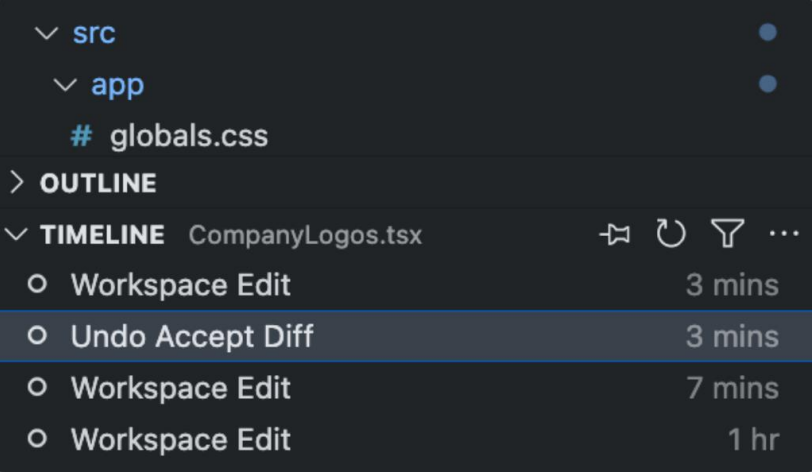 src
app
# globals.css
OUTLINE
TIMELINE CompanyLogos.tsx
Workspace Edit 3 mins
Undo Accept Diff 3 mins
Workspace Edit 7 mins
Workspace Edit 1 hr